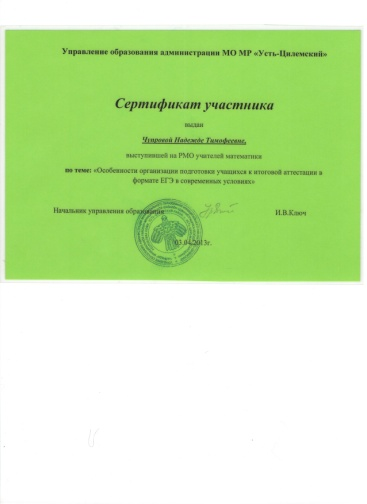 Управление образования администрации МО МР «Усть-Цилемский»
Сертификат участника
выдан
Чупровой Надежде Тимофеевне,
выступившей на РМО учителей математики
по теме: «Особенности организации подготовки учащихся к итоговой аттестации в
формате ЕГЭ в современных условиях»
Начальник управления образования И.В.Ключ
03.04.2013г.